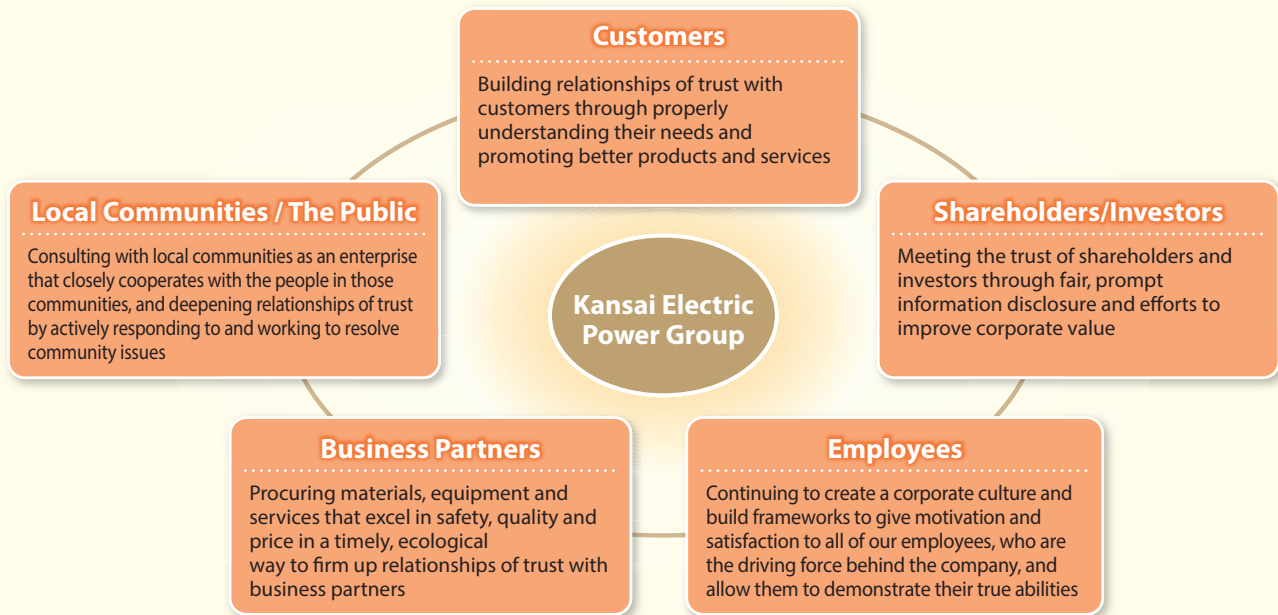 Customers
Building relationships of trust with
customers through properly
understanding their needs and
promoting better products and services
Local Communities / The Public
Consulting with local communities as an enterprise
that closely cooperates with the people in those
communities, and deepening relationships of trust
by actively responding to and working to resolve
community issues
Shareholders/Investors
Meeting the trust of shareholders and
investors through fair, prompt
information disclosure and efforts to
improve corporate value
Kansai Electric
Power Group
Business Partners
Procuring materials, equipment and
services that excel in safety, quality and
price in a timely, ecological
way to firm up relationships of trust with
business partners
Employees
Continuing to create a corporate culture and
build frameworks to give motivation and
satisfaction to all of our employees, who are
the driving force behind the company, and
allow them to demonstrate their true abilities